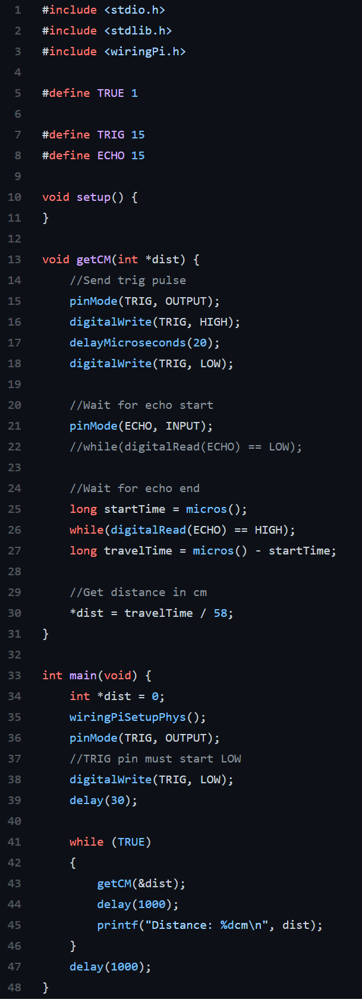 1 #include <stdio.h>
2 #include <stdlib.h>
3 #include <wiringPi.h>
4
5 #define TRUE 1
6
7 #define TRIG 15
8 #define ECHO 15
9
10 void setup() {
11 }
12
13 void getCM(int *dist) {
14     //Send trig pulse
15     pinMode(TRIG, OUTPUT);
16     digitalWrite(TRIG, HIGH);
17     delayMicroseconds(20);
18     digitalWrite(TRIG, LOW);
19
20     //Wait for echo start
21     pinMode(ECHO, INPUT);
22     //while(digitalRead(ECHO) == LOW);
23
24     //Wait for echo end
25     long startTime = micros();
26     while(digitalRead(ECHO) == HIGH);
27     long travelTime = micros() - startTime;
28
29     //Get distance in cm
30     *dist = travelTime / 58;
31 }
32
33 int main(void) {
34     int *dist = 0;
35     wiringPiSetupPhys();
36     pinMode(TRIG, OUTPUT);
37     //TRIG pin must start LOW
38     digitalWrite(TRIG, LOW);
39     delay(30);
40
41     while (TRUE)
42     {
43         getCM(&dist);
44         delay(1000);
45         printf("Distance: %dcm\n", dist);
46     }
47     delay(1000);
48 }